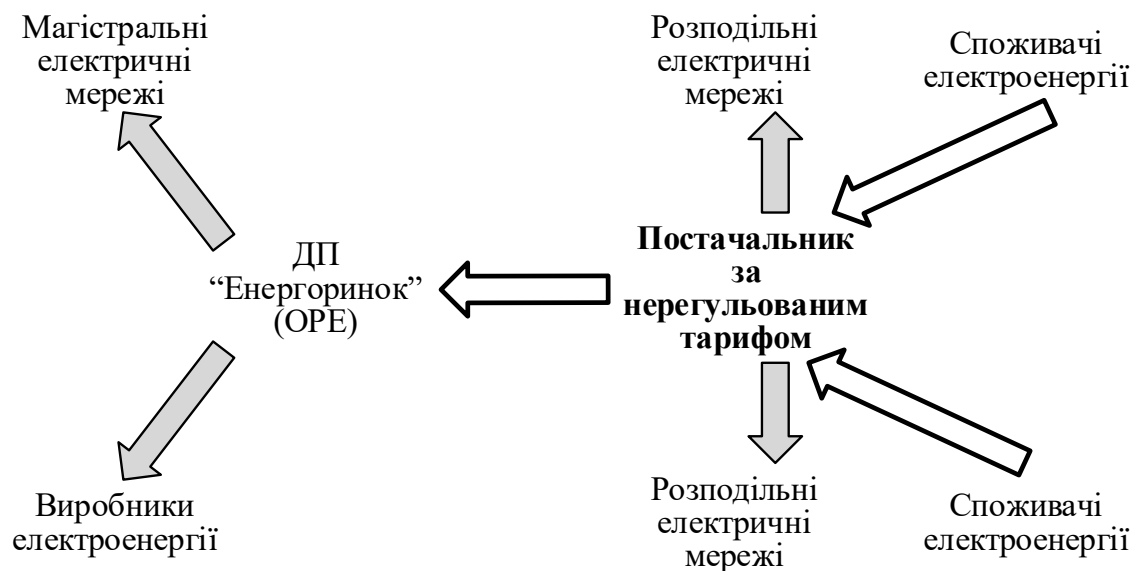 Магістральні
електричні
мережі
Розподільні
електричні
мережі
Споживачі
електроенергії
ДП
“Енергоринок”
(ОРЕ)
Постачальник
за
нерегульованим
тарифом
Виробники
електроенергії
Розподільні
електричні
мережі
Споживачі
електроенергії